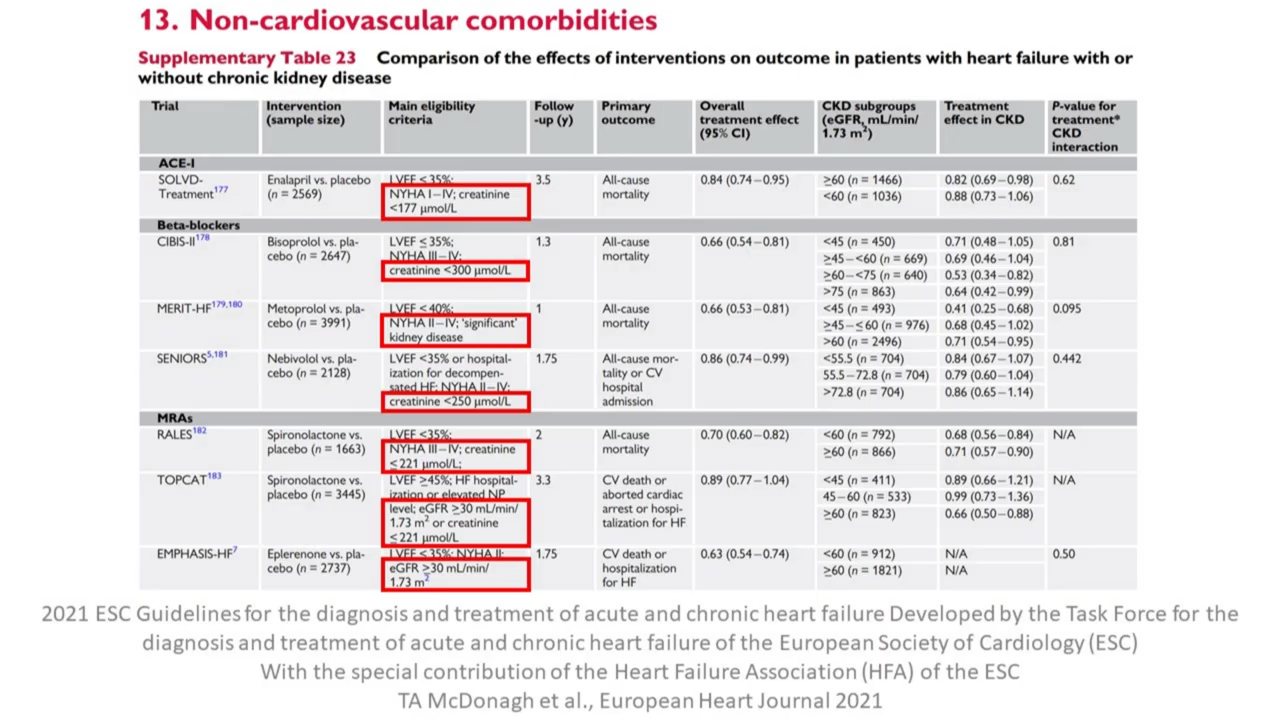 13. Non-cardiovascular comorbidities
Supplementary Table 23 Comparison of the effects of interventions on outcome in patients with heart failure with or
without chronic kidney disease
Trial Intervention (sample size) Main eligibility criteria Follow-up (y) Primary outcome Overall treatment effect (95% CI) CKD subgroups (eGFR, mL/min/1.73 m²) Treatment effect in CKD P-value for treatment* CKD interaction
ACE-I
SOLVD- Enalapril vs. placebo LVEF ≤35%; 3.5 All-cause 0.84 (0.74–0.95) ≥60 (n = 1466) 0.82 (0.69–0.98) 0.62
Treatment177 (n = 2569) NYHA I–IV; creatinine mortality <60 (n = 1036) 0.88 (0.73–1.06)
<177 μmol/L
Beta-blockers
CIBIS-II178 Bisoprolol vs. pla- LVEF ≤35%; 1.3 All-cause 0.66 (0.54–0.81) <45 (n = 450) 0.71 (0.48–1.05) 0.81
cebo (n = 2647) NYHA III–IV; mortality ≥45–<60 (n = 669) 0.69 (0.46–1.04)
creatinine <300 μmol/L ≥60–<75 (n = 640) 0.53 (0.34–0.82)
>75 (n = 863) 0.64 (0.42–0.99)
MERIT-HF179,180 Metoprolol vs. pla- LVEF <40%; 1 All-cause 0.66 (0.53–0.81) <45 (n = 493) 0.41 (0.25–0.68) 0.095
cebo (n = 3991) NYHA II–IV; 'significant' mortality ≥45–≤60 (n = 976) 0.68 (0.45–1.02)
kidney disease >60 (n = 2496) 0.71 (0.54–0.95)
SENIORS5,181 Nebivolol vs. pla- LVEF <35% or hospital- 1.75 All-cause mor- 0.86 (0.74–0.99) <55.5 (n = 704) 0.84 (0.67–1.07) 0.442
cebo (n = 2128) ization for decompen- tality or CV 55.5–72.8 (n = 704) 0.79 (0.60–1.04)
sated HF; NYHA II–IV; hospital >72.8 (n = 704) 0.86 (0.65–1.14)
creatinine <250 μmol/L admission
MRAs
RALES182 Spironolactone vs. LVEF <35%; 2 All-cause 0.70 (0.60–0.82) <60 (n = 792) 0.68 (0.56–0.84) N/A
placebo (n = 1663) NYHA III–IV; creatinine mortality ≥60 (n = 866) 0.71 (0.57–0.90)
≤221 μmol/L;
TOPCAT183 Spironolactone vs. LVEF ≥45%; HF hospital- 3.3 CV death or 0.89 (0.77–1.04) <45 (n = 411) 0.89 (0.66–1.21) N/A
placebo (n = 3445) ization or elevated NP aborted cardiac 45–60 (n = 533) 0.99 (0.73–1.36)
level; eGFR ≥30 mL/min/ arrest or hospi- ≥60 (n = 823) 0.66 (0.50–0.88)
1.73 m² or creatinine talization for HF
≤221 μmol/L
EMPHASIS-HF7 Eplerenone vs. pla- LVEF ≤35%; NYHA II; 1.75 CV death or 0.63 (0.54–0.74) <60 (n = 912) N/A 0.50
cebo (n = 2737) eGFR ≥30 mL/min/ hospitalization ≥60 (n = 1821) N/A
1.73 m² for HF
2021 ESC Guidelines for the diagnosis and treatment of acute and chronic heart failure Developed by the Task Force for the
diagnosis and treatment of acute and chronic heart failure of the European Society of Cardiology (ESC)
With the special contribution of the Heart Failure Association (HFA) of the ESC
TA McDonagh et al., European Heart Journal 2021